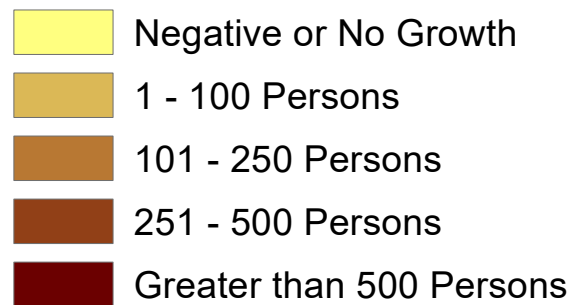 Negative or No Growth
1 - 100 Persons
101 - 250 Persons
251 - 500 Persons
Greater than 500 Persons